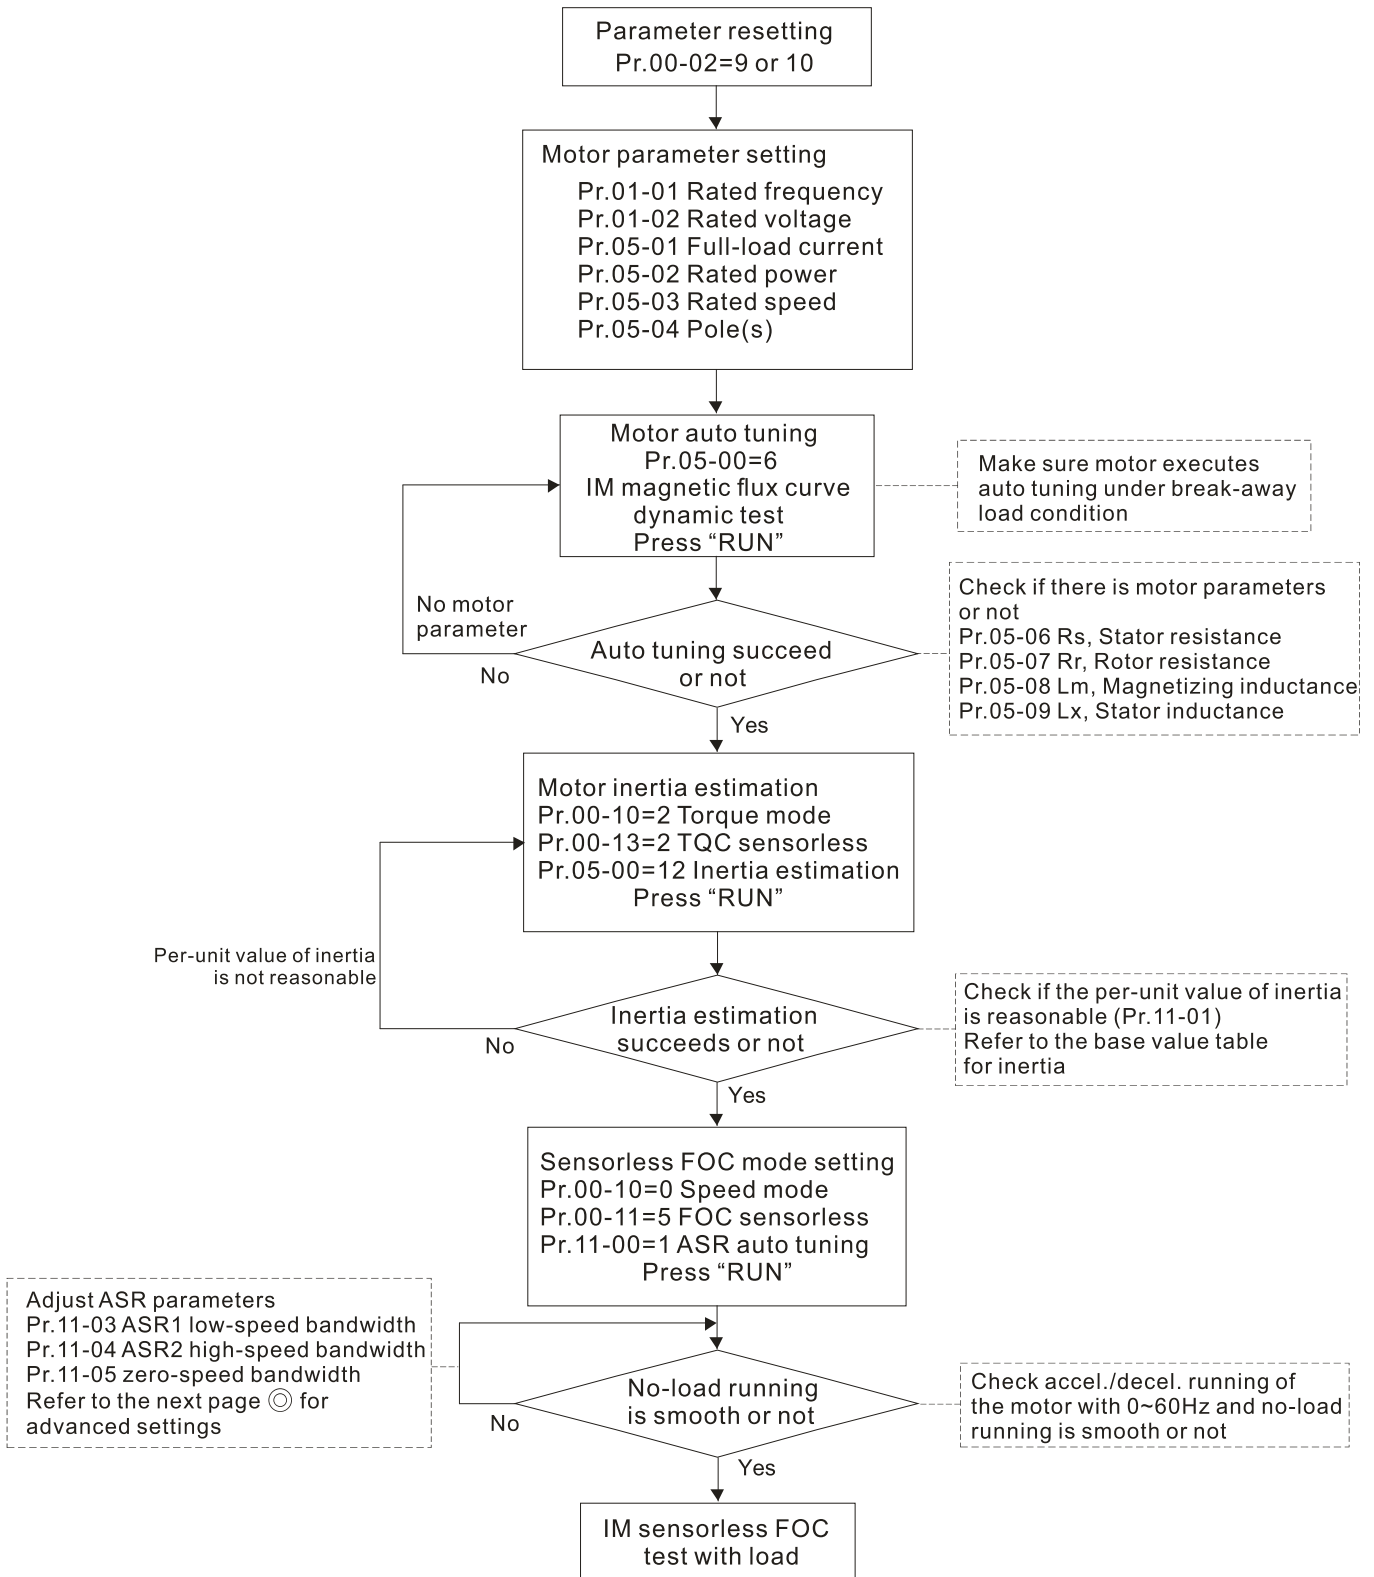 Parameter resetting
Pr.00-02=9 or 10
Motor parameter setting
Pr.01-01 Rated frequency
Pr.01-02 Rated voltage
Pr.05-01 Full-load current
Pr.05-02 Rated power
Pr.05-03 Rated speed
Pr.05-04 Pole(s)
Motor auto tuning
Pr.05-00=6
IM magnetic flux curve
dynamic test
Press “RUN”
Make sure motor executes
auto tuning under break-away
load condition
No motor
parameter
No
Auto tuning succeed
or not
Yes
Check if there is motor parameters
or not
Pr.05-06 Rs, Stator resistance
Pr.05-07 Rr, Rotor resistance
Pr.05-08 Lm, Magnetizing inductance
Pr.05-09 Lx, Stator inductance
Motor inertia estimation
Pr.00-10=2 Torque mode
Pr.00-13=2 TQC sensorless
Pr.05-00=12 Inertia estimation
Press “RUN”
Per-unit value of inertia
is not reasonable
No
Inertia estimation
succeeds or not
Yes
Check if the per-unit value of inertia
is reasonable (Pr.11-01)
Refer to the base value table
for inertia
Sensorless FOC mode setting
Pr.00-10=0 Speed mode
Pr.00-11=5 FOC sensorless
Pr.11-00=1 ASR auto tuning
Press “RUN”
Adjust ASR parameters
Pr.11-03 ASR1 low-speed bandwidth
Pr.11-04 ASR2 high-speed bandwidth
Pr.11-05 zero-speed bandwidth
Refer to the next page ◎ for
advanced settings
No
No-load running
is smooth or not
Yes
Check accel./decel. running of
the motor with 0~60Hz and no-load
running is smooth or not
IM sensorless FOC
test with load